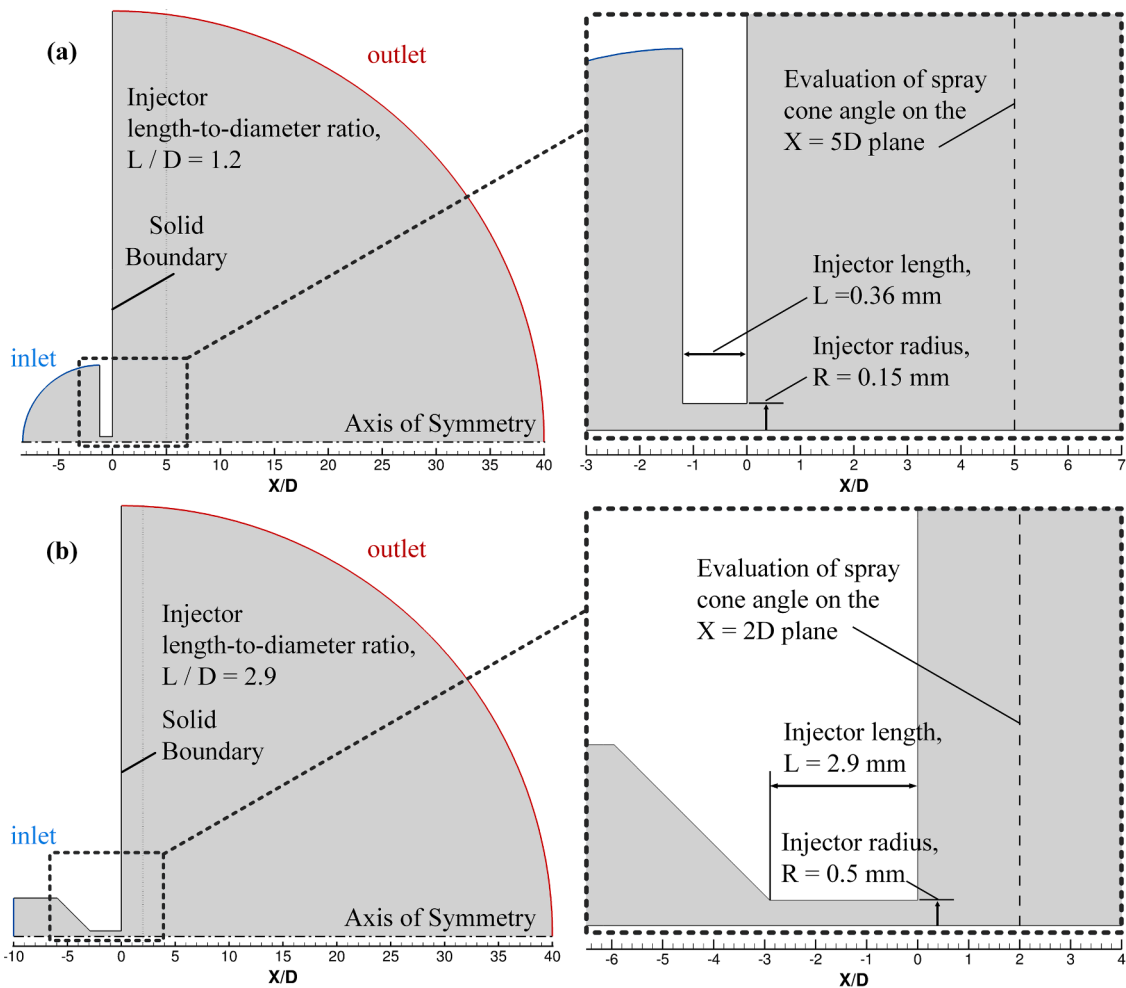 (a)
outlet
Injector
length-to-diameter ratio,
L / D = 1.2
Solid
Boundary
inlet
Axis of Symmetry
-5 0 5 10 15 20 25 30 35 40
X/D
Evaluation of spray
cone angle on the
X = 5D plane
Injector length,
L =0.36 mm
Injector radius,
R = 0.15 mm
-3 -2 -1 0 1 2 3 4 5 6 7
X/D
(b)
outlet
Injector
length-to-diameter ratio,
L / D = 2.9
Solid
Boundary
inlet
Axis of Symmetry
-10 -5 0 5 10 15 20 25 30 35 40
X/D
Evaluation of spray
cone angle on the
X = 2D plane
Injector length,
L = 2.9 mm
Injector radius,
R = 0.5 mm
-6 -5 -4 -3 -2 -1 0 1 2 3 4
X/D